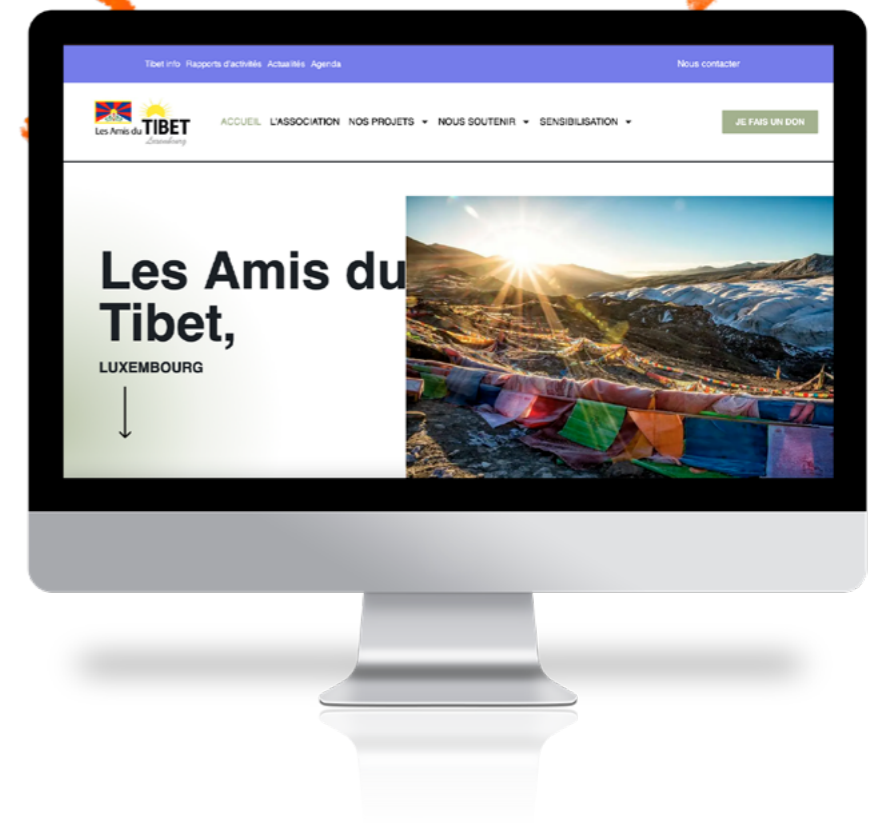 Tibet info Rapports d'activités Actualités Agenda
Nous contacter
Les Amis du TIBET
Luxembourg
ACCUEIL L'ASSOCIATION NOS PROJETS NOUS SOUTENIR SENSIBILISATION
JE FAIS UN DON
Les Amis du
Tibet,
LUXEMBOURG